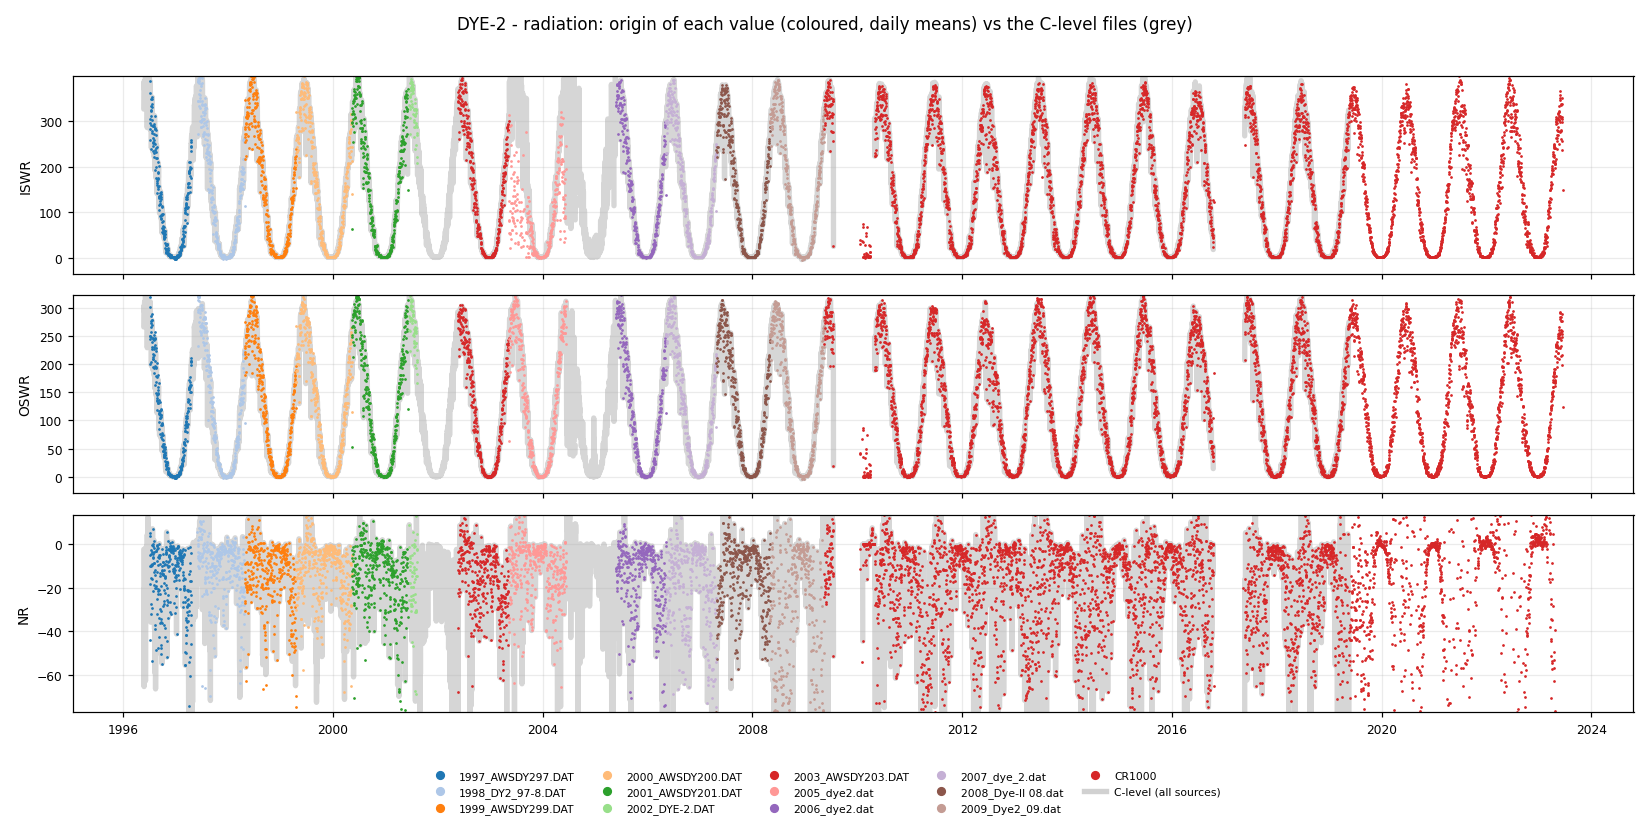 DYE-2 - radiation: origin of each value (coloured, daily means) vs the C-level files (grey)
ISWR
300
200
100
0
OSWR
300
250
200
150
100
50
0
NR
0
−20
−40
−60
1996 2000 2004 2008 2012 2016 2020 2024
1997_AWSDY297.DAT 2000_AWSDY200.DAT 2003_AWSDY203.DAT 2007_dye_2.dat CR1000
1998_DY2_97-8.DAT 2001_AWSDY201.DAT 2005_dye2.dat 2008_Dye-II 08.dat C-level (all sources)
1999_AWSDY299.DAT 2002_DYE-2.DAT 2006_dye2.dat 2009_Dye2_09.dat